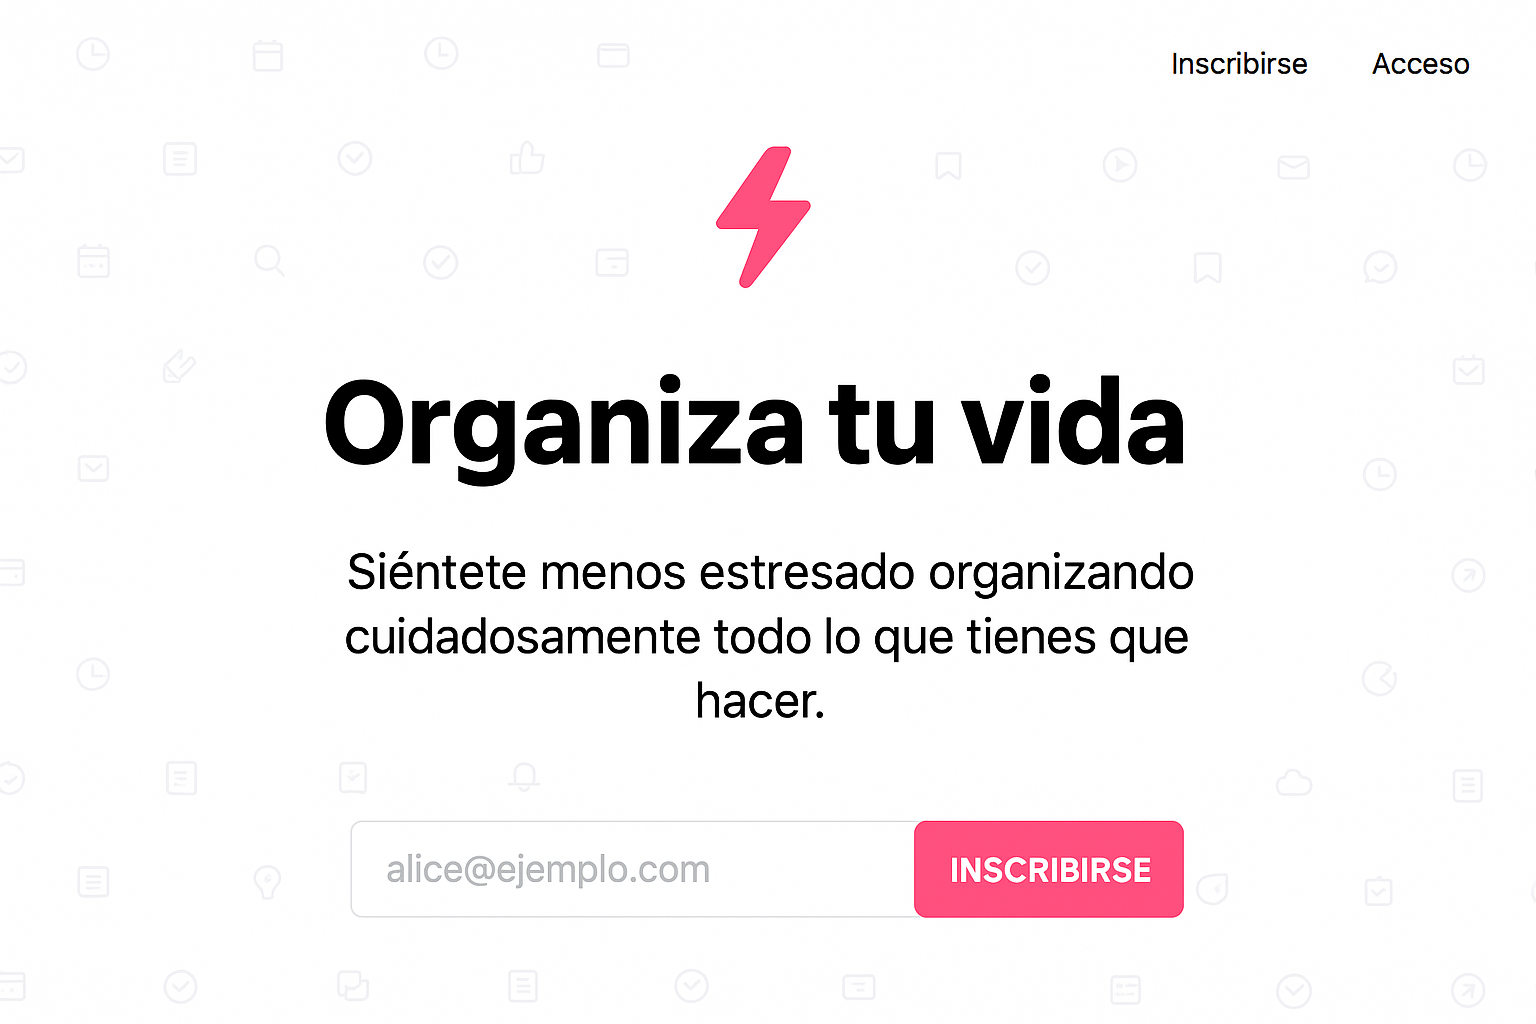 Inscribirse Acceso
Organiza tu vida
Siéntete menos estresado organizando
cuidadosamente todo lo que tienes que
hacer.
alice@ejemplo.com INSCRIBIRSE